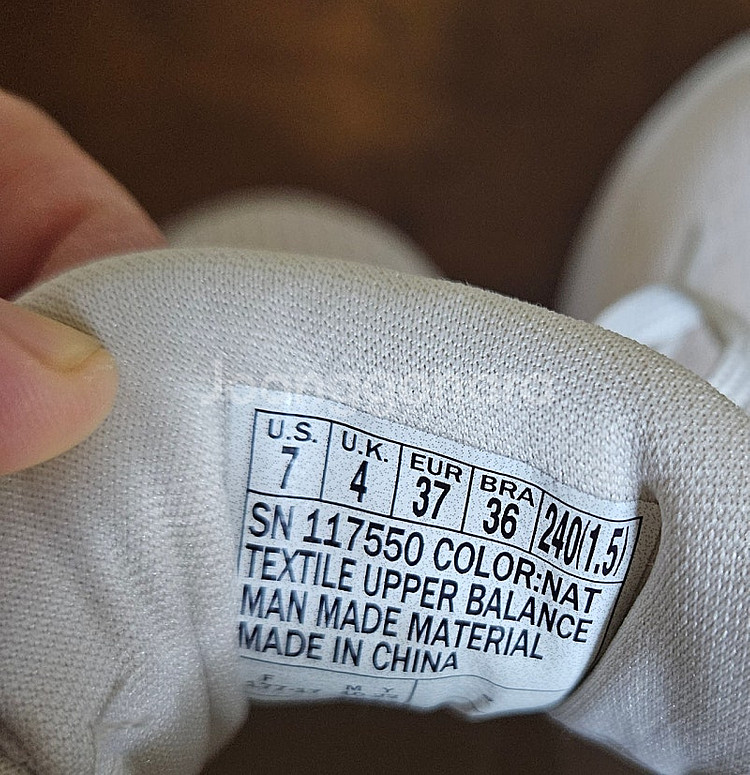 U.S. U.K. EUR BRA 240(1.5)
7 4 37 36
SN 117550 COLOR:NAT
TEXTILE UPPER BALANCE
MAN MADE MATERIAL
MADE IN CHINA